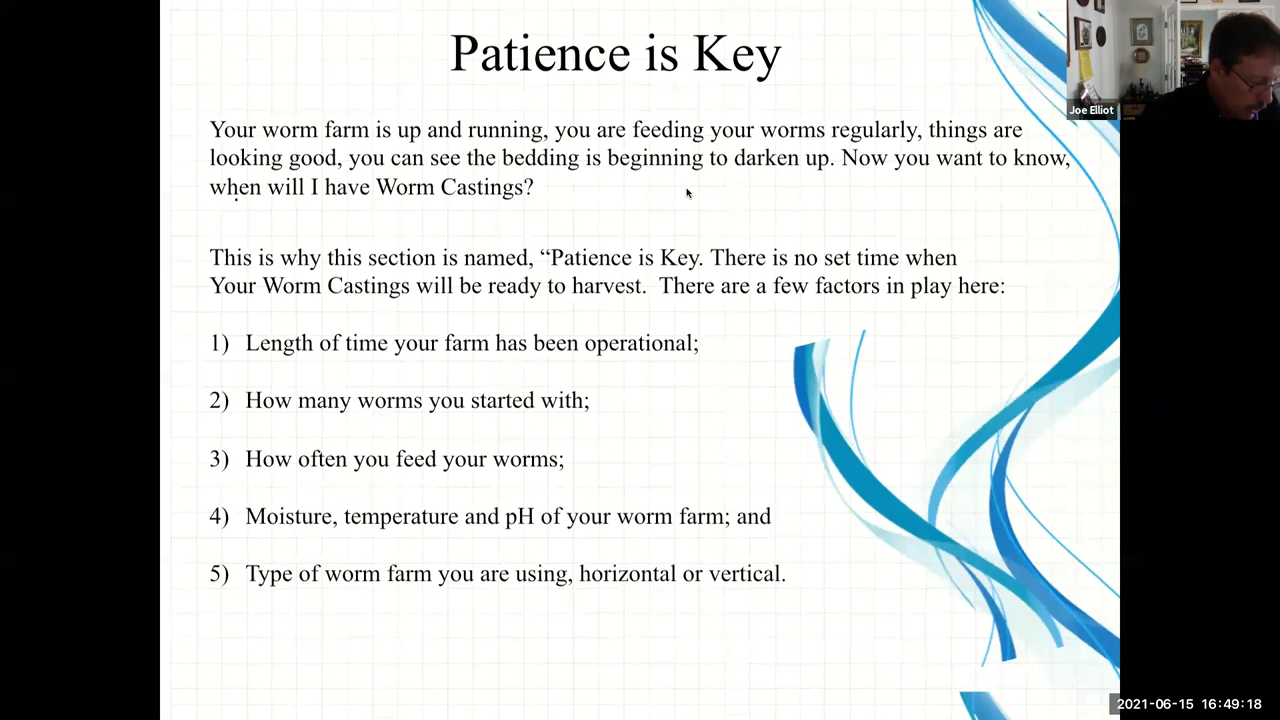 Patience is Key
Joe Elliot
Your worm farm is up and running, you are feeding your worms regularly, things are
looking good, you can see the bedding is beginning to darken up. Now you want to know,
when will I have Worm Castings?
This is why this section is named, “Patience is Key. There is no set time when
Your Worm Castings will be ready to harvest.  There are a few factors in play here:
1) Length of time your farm has been operational;
2) How many worms you started with;
3) How often you feed your worms;
4) Moisture, temperature and pH of your worm farm; and
5) Type of worm farm you are using, horizontal or vertical.
2021-06-15 16:49:18